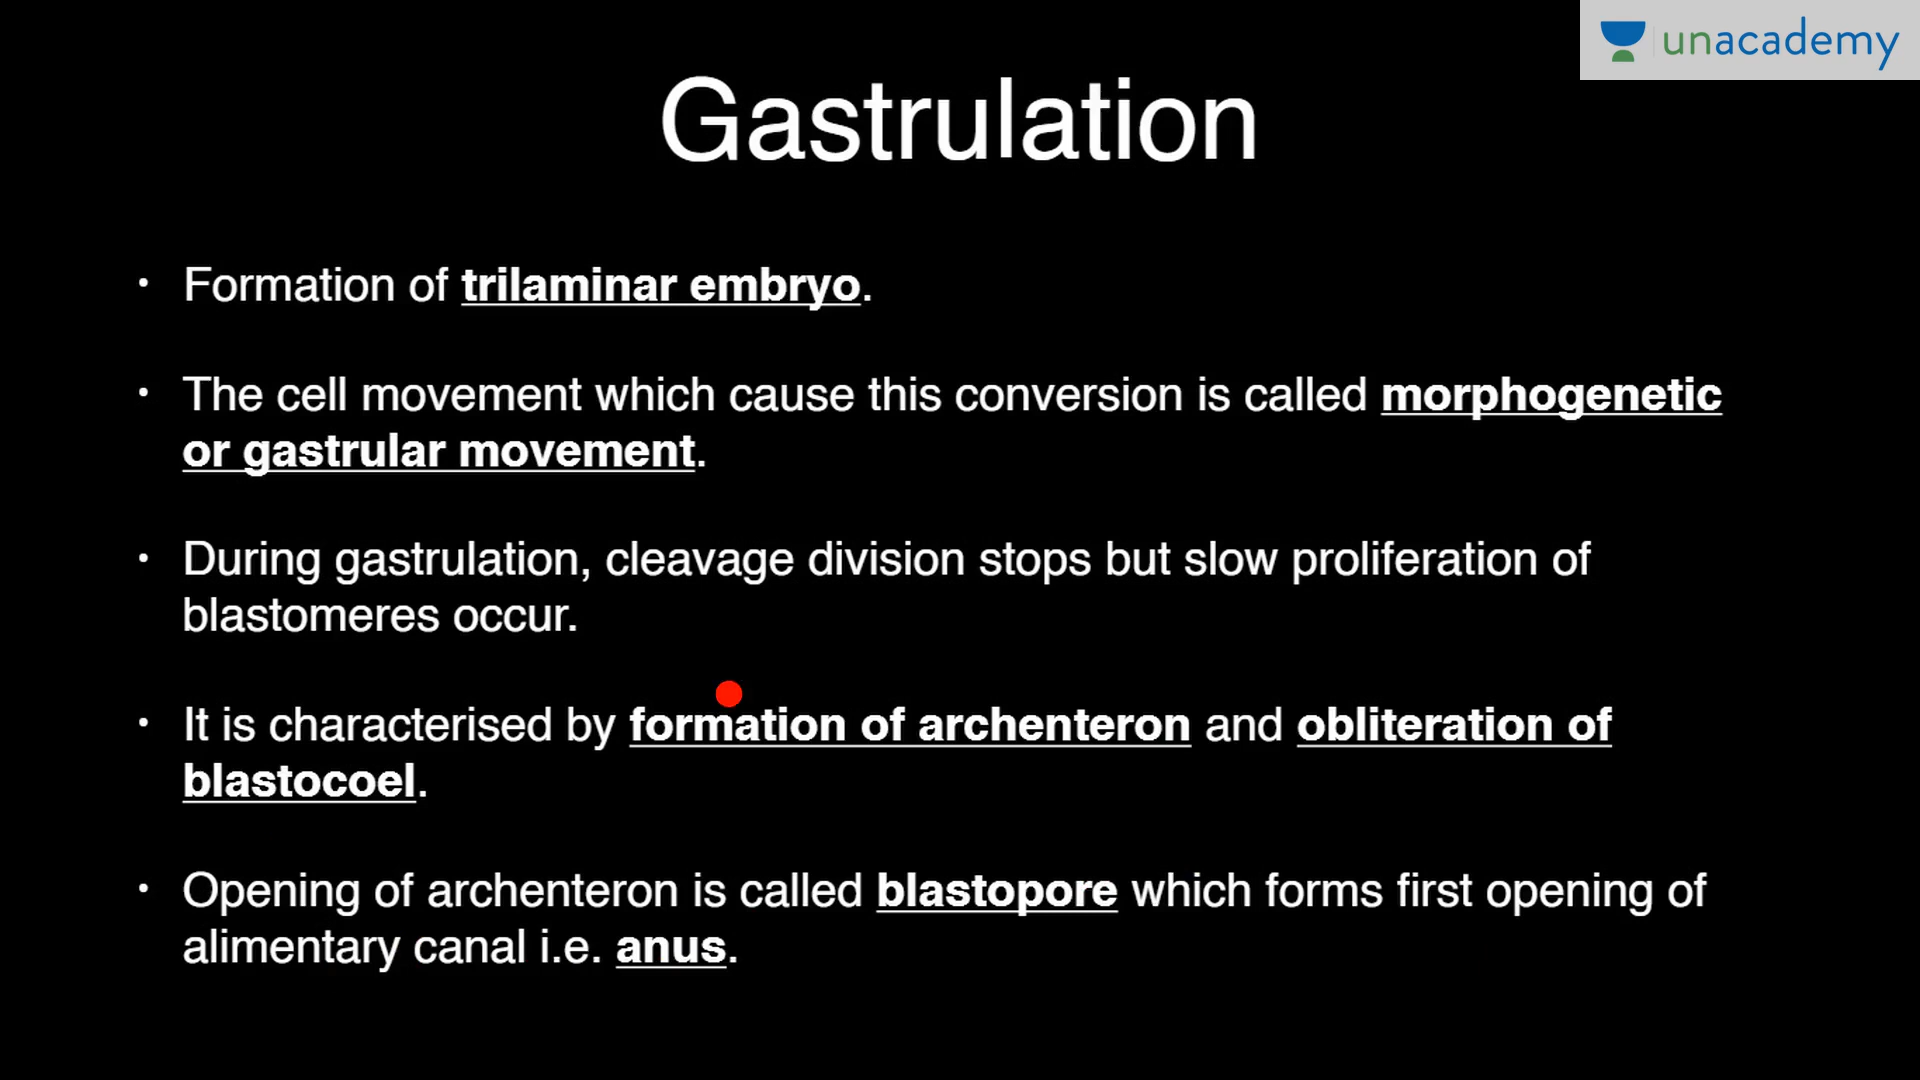 unacademy
Gastrulation
• Formation of trilaminar embryo.
• The cell movement which cause this conversion is called morphogenetic
or gastrular movement.
• During gastrulation, cleavage division stops but slow proliferation of
blastomeres occur.
• It is characterised by formation of archenteron and obliteration of
blastocoel.
• Opening of archenteron is called blastopore which forms first opening of
alimentary canal i.e. anus.